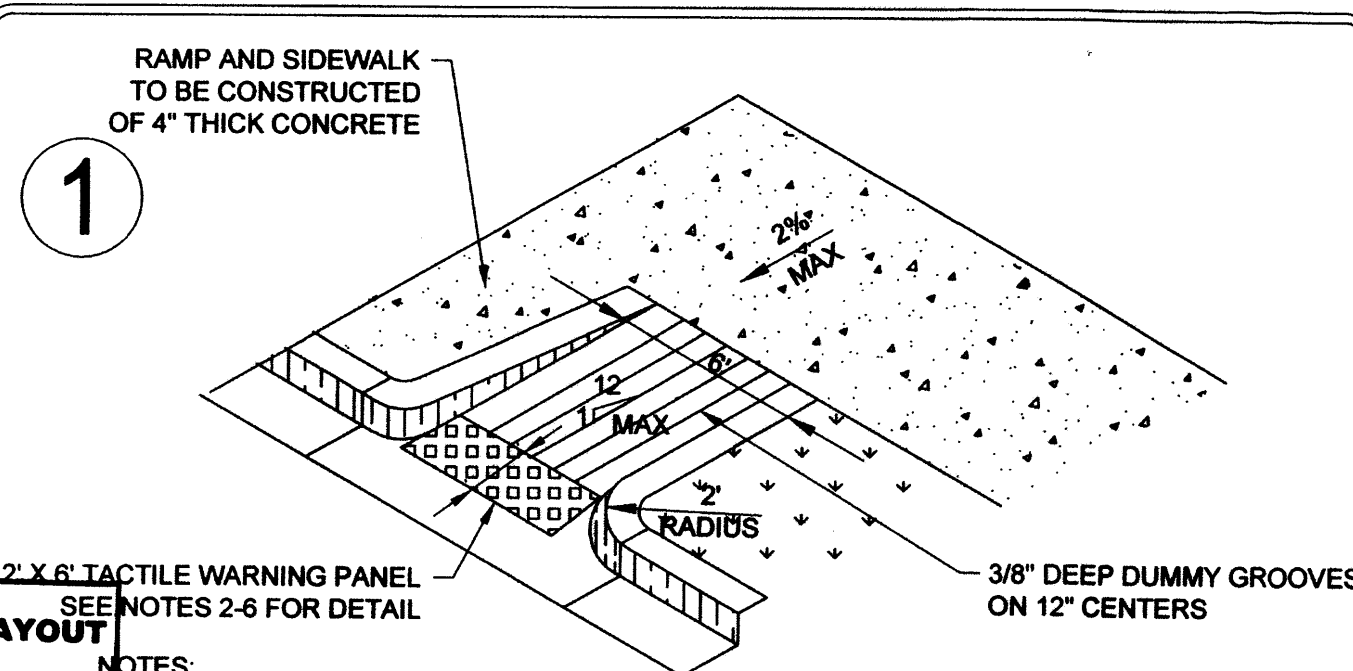 RAMP AND SIDEWALK
TO BE CONSTRUCTED
OF 4" THICK CONCRETE
1
2%
MAX
6'
12
1
MAX
2'
RADIUS
2' X 6' TACTILE WARNING PANEL
SEE NOTES 2-6 FOR DETAIL
3/8" DEEP DUMMY GROOVES
ON 12" CENTERS
AYOUT
NOTES: